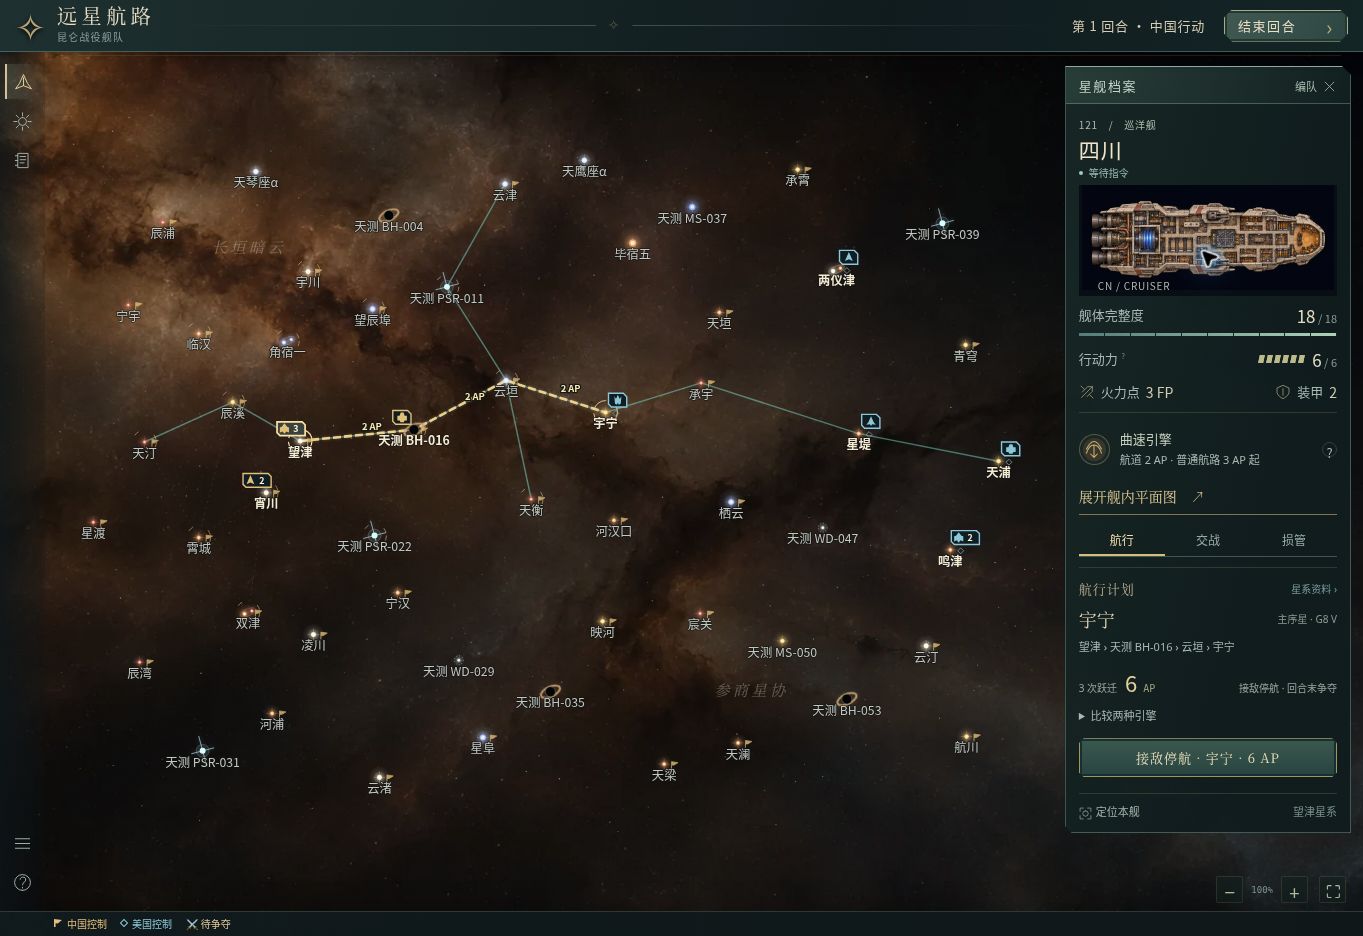 远星航路
昆仑战役舰队
第 1 回合 · 中国行动
结束回合 ›
天鹰座α
天琴座α
承霄
云津
天测 MS-037
天测 BH-004
辰浦
天测 PSR-039
长垣暗云
毕宿五
两仪津
宇川
天测 PSR-011
宁宇
望辰埠
天垣
临汉
角宿一
青穹
云垣
2 AP
2 AP
承宇
辰溪
宇宁
3
2 AP
天测 BH-016
天汀
望津
星堤
天浦
2
宵川
天衡
栖云
星渡
河汉口
天测 WD-047
霄城
天测 PSR-022
2
鸣津
宁汉
双津
映河
宸关
凌川
天测 MS-050
云汀
辰湾
天测 WD-029
参商星协
天测 BH-035
天测 BH-053
河浦
星阜
天澜
航川
天测 PSR-031
天梁
云渚
星舰档案
编队
121 / 巡洋舰
四川
等待指令
CN / CRUISER
舰体完整度 18 / 18
行动力 ? 6 / 6
火力点 3 FP 装甲 2
曲速引擎
航道 2 AP · 普通航路 3 AP 起
?
展开舰内平面图 ↗
航行 交战 损管
航行计划 星系资料 ›
宇宁 主序星 · G8 V
望津 › 天测 BH-016 › 云垣 › 宇宁
3 次跃迁 6 AP 接敌停航 · 回合末争夺
▶ 比较两种引擎
接敌停航 · 宇宁 · 6 AP
定位本舰 望津星系
− 100% +
中国控制 美国控制 待争夺